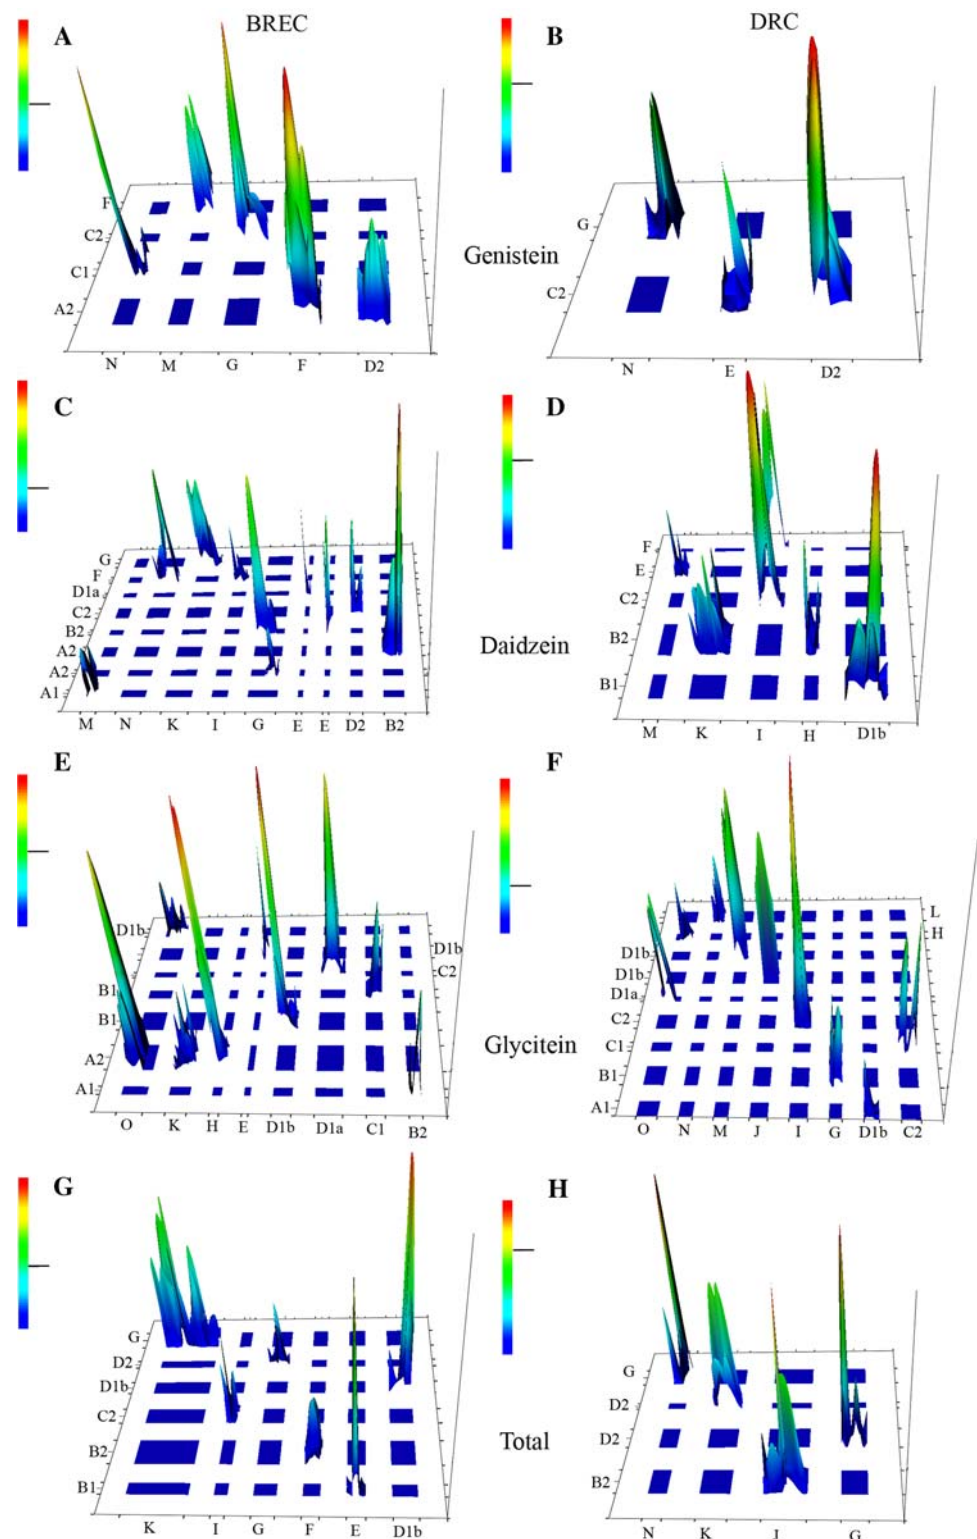 BREC
DRC
A
B
F
C2
C1
A2
N M G F D2
Genistein
G
C2
N E D2
C
D
G
F
D1a
C2
B2
A2
A2
A1
M N K I G E E D2 B2
Daidzein
F
E
C2
B2
B1
M K I H D1b
E
F
D1b
B1
B1
A2
A1
D1b
C2
O K H E D1b D1a C1 B2
Glycitein
D1b
D1b
D1a
C2
C1
B1
A1
L
H
O N M J I G D1b C2
G
H
G
D2
D1b
C2
B2
B1
K I G F E D1b
Total
G
D2
D2
B2
N K I G